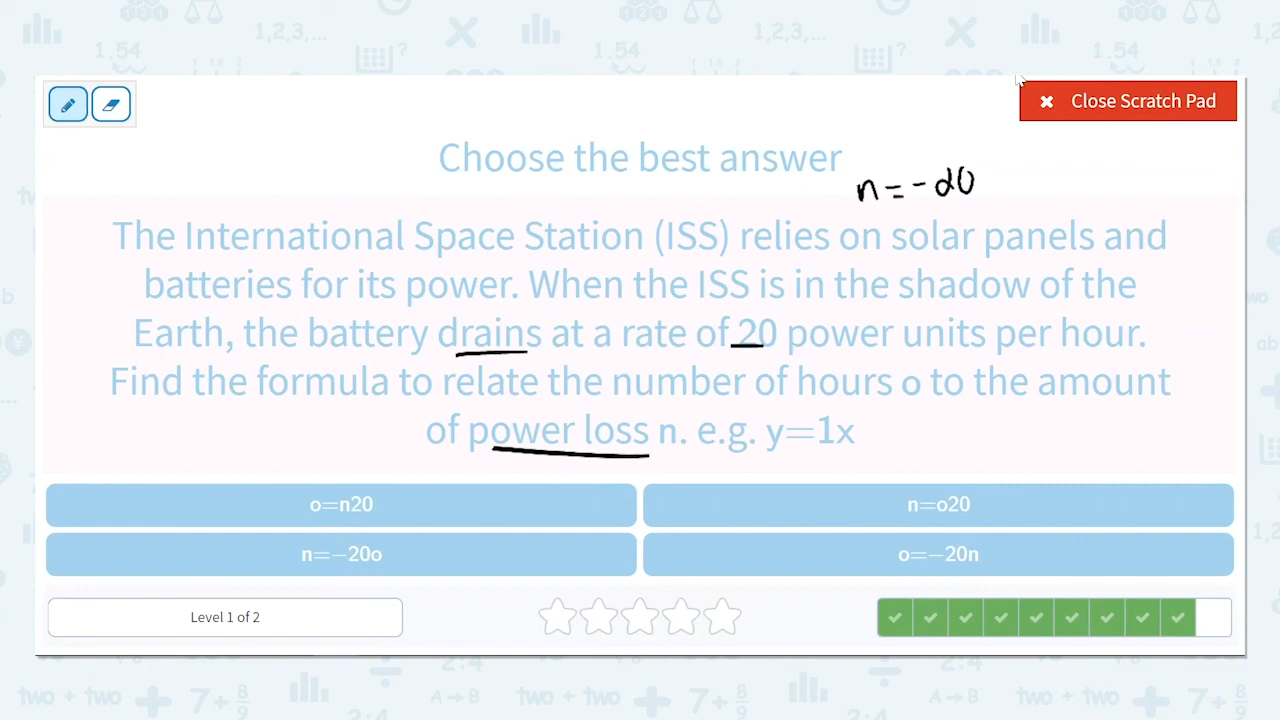 Close Scratch Pad
Choose the best answer
n=-20
The International Space Station (ISS) relies on solar panels and
batteries for its power. When the ISS is in the shadow of the
Earth, the battery drains at a rate of 20 power units per hour.
Find the formula to relate the number of hours o to the amount
of power loss n. e.g. y=1x
o=n20
n=o20
n=−20o
o=−20n
Level 1 of 2